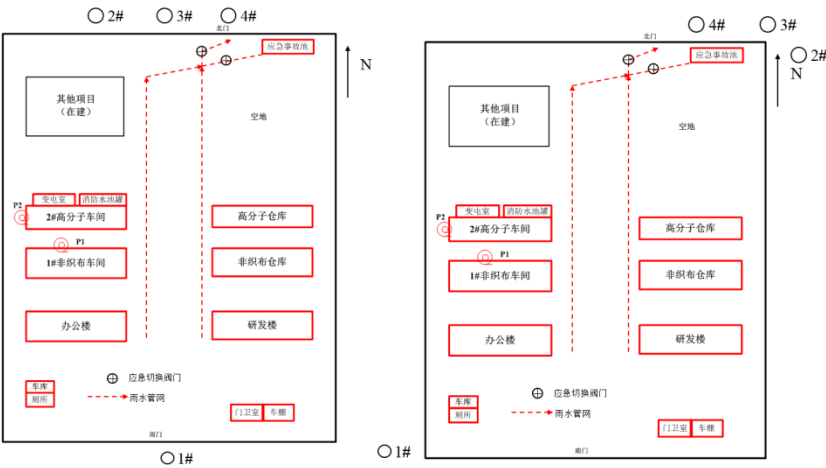 2#
3#
4#
北门
应急事故池
N
其他项目
（在建）
空地
变电室
消防水池罐
P2
2#高分子车间
高分子仓库
P1
1#非织布车间
非织布仓库
办公楼
研发楼
应急切换阀门
车库
厕所
雨水管网
门卫室
车棚
南门
1#
4#
3#
2#
北门
应急事故池
N
其他项目
（在建）
空地
变电室
消防水池罐
P2
2#高分子车间
高分子仓库
P1
1#非织布车间
非织布仓库
办公楼
研发楼
应急切换阀门
车库
厕所
雨水管网
门卫室
车棚
南门
1#